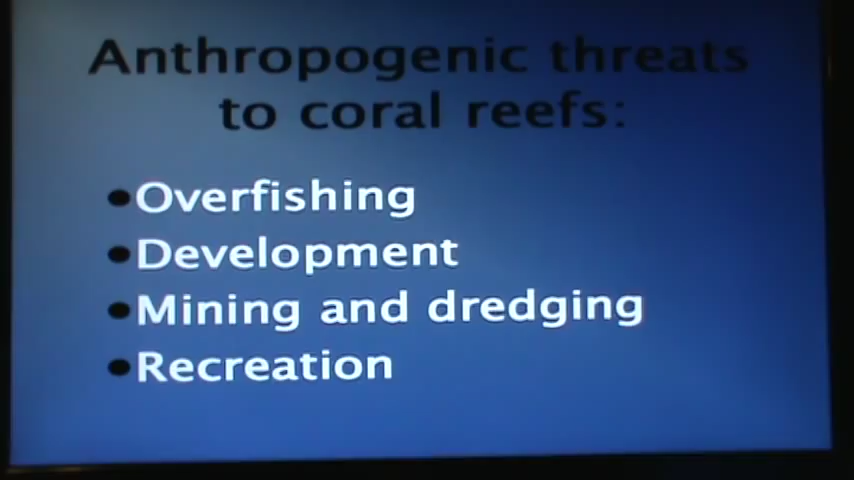 Anthropogenic threats
to coral reefs:
•Overfishing
•Development
•Mining and dredging
•Recreation